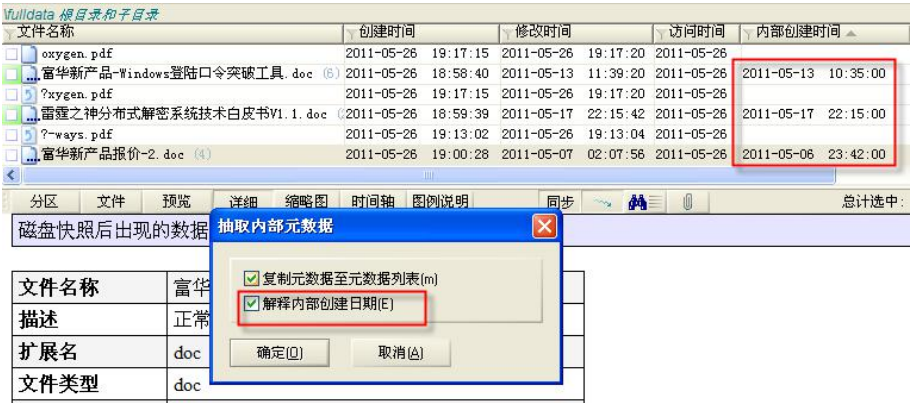 \fulldata 根目录和子目录
文件名称 创建时间 修改时间 访问时间 内部创建时间
oxygen.pdf 2011-05-26 19:17:15 2011-05-26 19:17:20 2011-05-26
富华新产品-Windows登陆口令突破工具.doc (6) 2011-05-26 18:58:40 2011-05-13 11:39:20 2011-05-26 2011-05-13 10:35:00
?xygen.pdf 2011-05-26 19:17:15 2011-05-26 19:17:20 2011-05-26
雷霆之神分布式解密系统技术白皮书V1.1.doc 2011-05-26 18:59:39 2011-05-17 22:15:42 2011-05-26 2011-05-17 22:15:00
?-ways.pdf 2011-05-26 19:13:02 2011-05-26 19:13:04 2011-05-26
富华新产品报价-2.doc (4) 2011-05-26 19:00:28 2011-05-07 02:07:56 2011-05-26 2011-05-06 23:42:00
分区 文件 预览 详细 缩略图 时间轴 图例说明 同步 总计选中:
磁盘快照后出现的数据
抽取内部元数据
复制元数据至元数据列表(m)
解释内部创建日期(E)
确定(O) 取消(A)
文件名称 富华
描述 正常
扩展名 doc
文件类型 doc